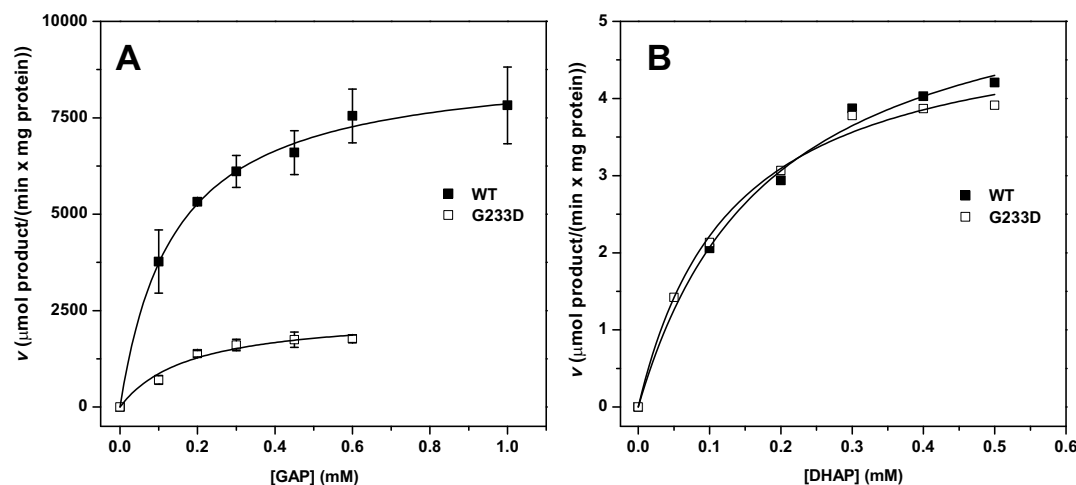 A
v (μmol product/(min x mg protein))
10000
7500
5000
2500
0
WT
G233D
0.0 0.2 0.4 0.6 0.8 1.0
[GAP] (mM)
B
v (μmol product/(min x mg protein))
5
4
3
2
1
0
WT
G233D
0.0 0.1 0.2 0.3 0.4 0.5 0.6
[DHAP] (mM)